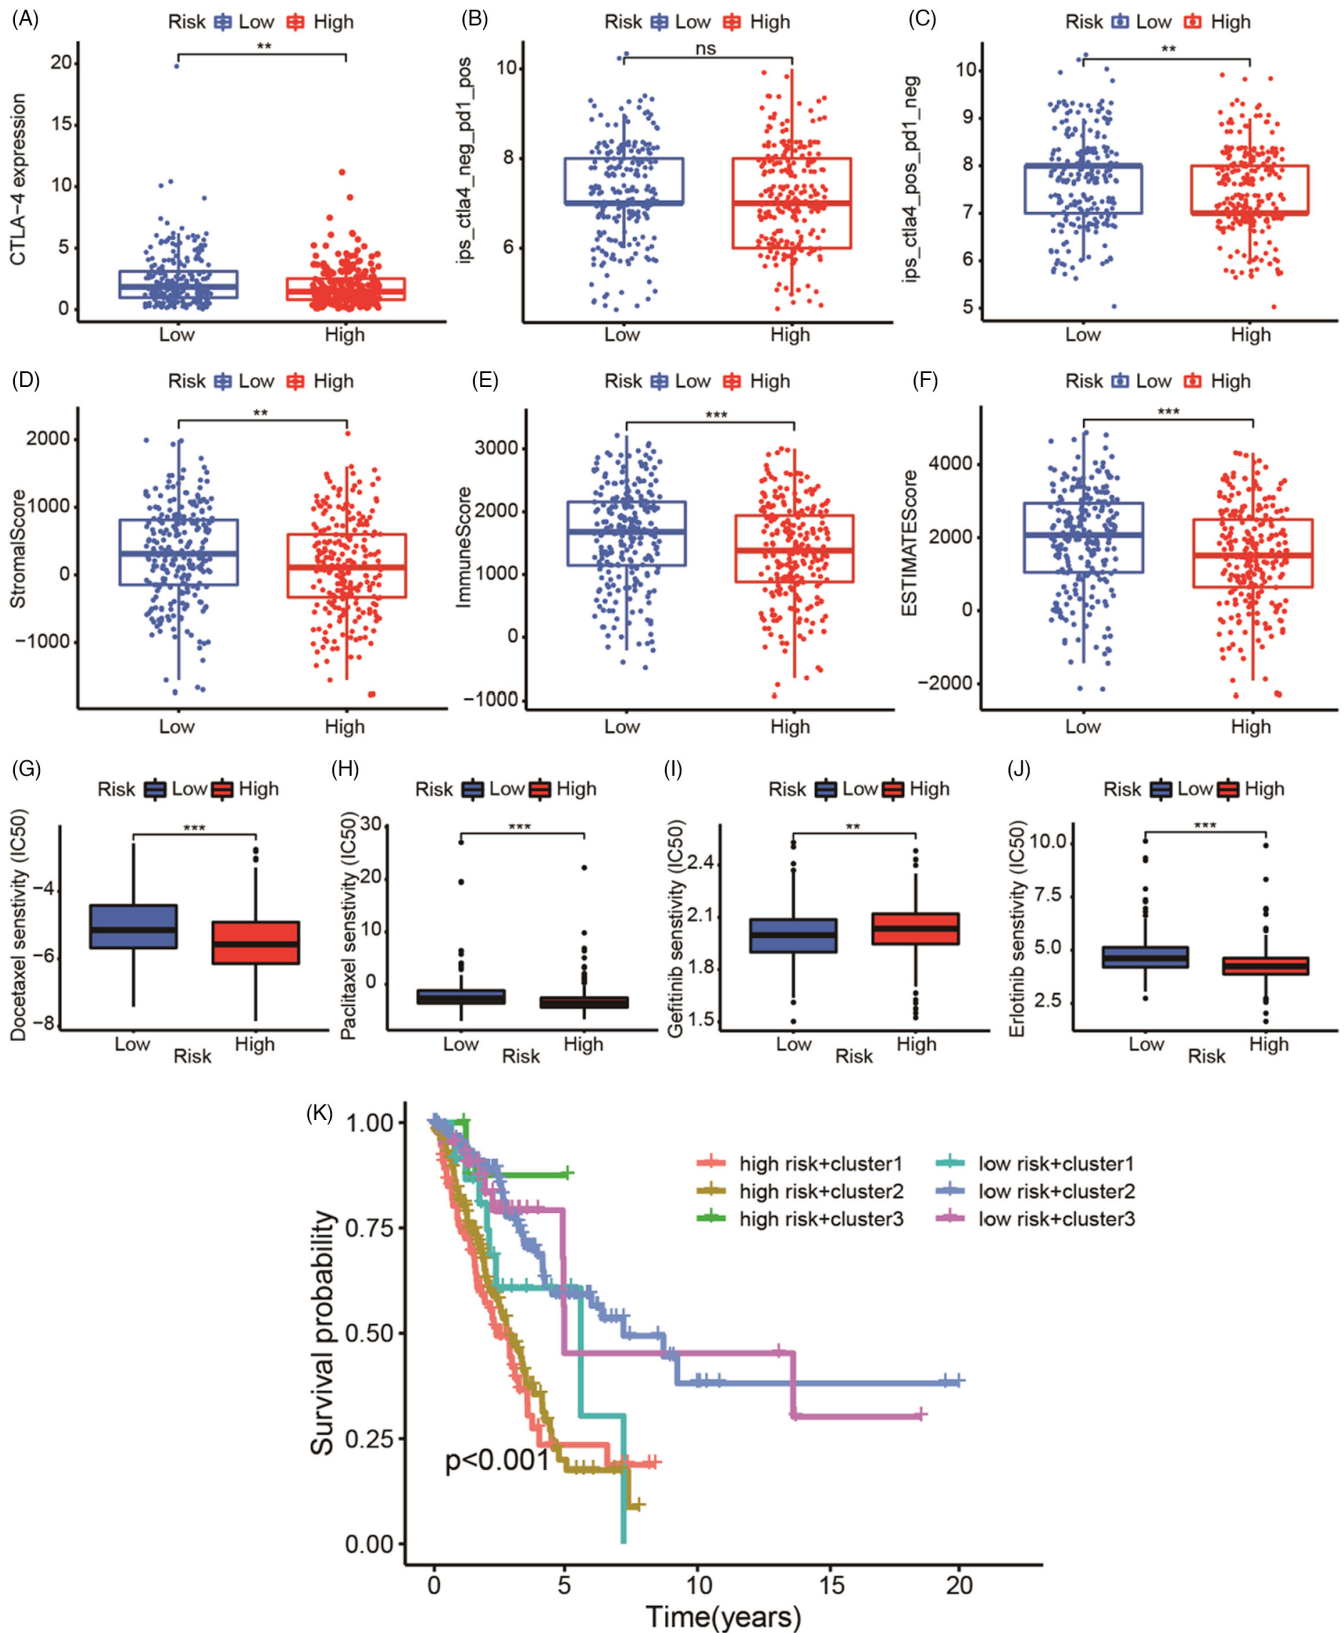 (A)
Risk Low High
CTLA−4 expression
20
15
10
5
0
**
Low High
(B)
Risk Low High
ips_ctla4_neg_pd1_pos
10
8
6
ns
Low High
(C)
Risk Low High
ips_ctla4_pos_pd1_neg
10
9
8
7
6
5
**
Low High
(D)
Risk Low High
StromalScore
2000
1000
0
−1000
**
Low High
(E)
Risk Low High
ImmuneScore
3000
2000
1000
0
−1000
***
Low High
(F)
Risk Low High
ESTIMATEScore
4000
2000
0
−2000
***
Low High
(G)
Risk Low High
Docetaxel senstivity (IC50)
−4
−6
−8
***
Low High
Risk
(H)
Risk Low High
Paclitaxel senstivity (IC50)
30
20
10
0
***
Low High
Risk
(I)
Risk Low High
Gefitinib senstivity (IC50)
2.4
2.1
1.8
1.5
**
Low High
Risk
(J)
Risk Low High
Erlotinib senstivity (IC50)
10.0
7.5
5.0
2.5
***
Low High
Risk
(K)
Survival probability
1.00
0.75
0.50
0.25
0.00
high risk+cluster1 low risk+cluster1
high risk+cluster2 low risk+cluster2
high risk+cluster3 low risk+cluster3
p<0.001
0 5 10 15 20
Time(years)